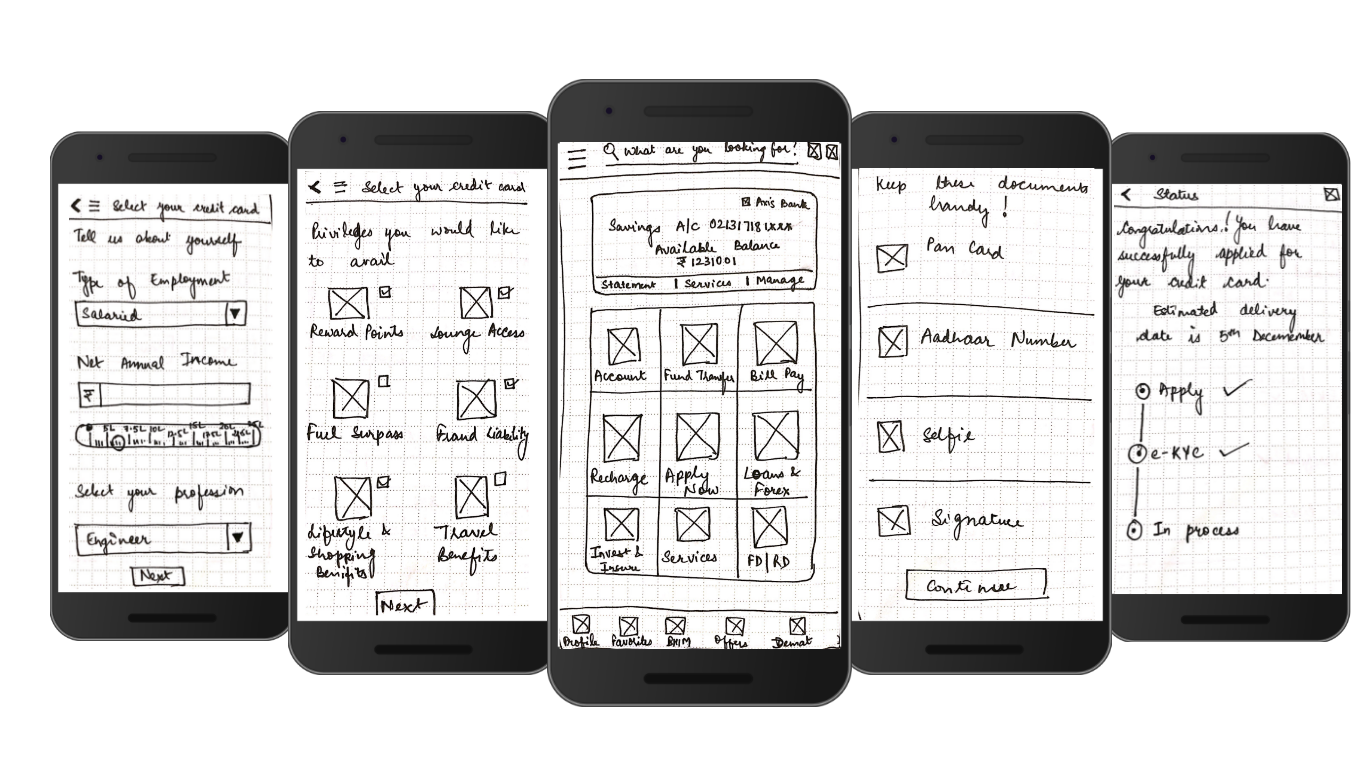 Select your credit card
Tell us about yourself
Type of Employment
Salaried
Net Annual Income
₹
5L 7.5L 10L 12.5L 15L 17.5L 20L 25L
Select your profession
Engineer
Next
Select your credit card
Privileges you would like
to avail
Reward Points
Lounge Access
Fuel Surpass
Fraud Liability
Lifestyle &
Shopping
Benifits
Travel
Benefits
Next
What are you looking for?
Axis Bank
Savings A/c 02131718 1xxx
Available Balance
₹ 1231001
Statement | Services | Manage
Account
Fund Transfer
Bill Pay
Recharge
Apply
Now
Loans &
Forex
Invest &
Insure
Services
FD|RD
Profile
Favorites
BHIM
Offers
Demat
Keep these documents
handy!
Pan Card
Aadhaar Number
Selfie
Signature
Continue
Status
Congratulations! You have
successfully applied for
your credit card.
Estimated delivery
date is 5th Decemember
Apply
e-KYC
In process